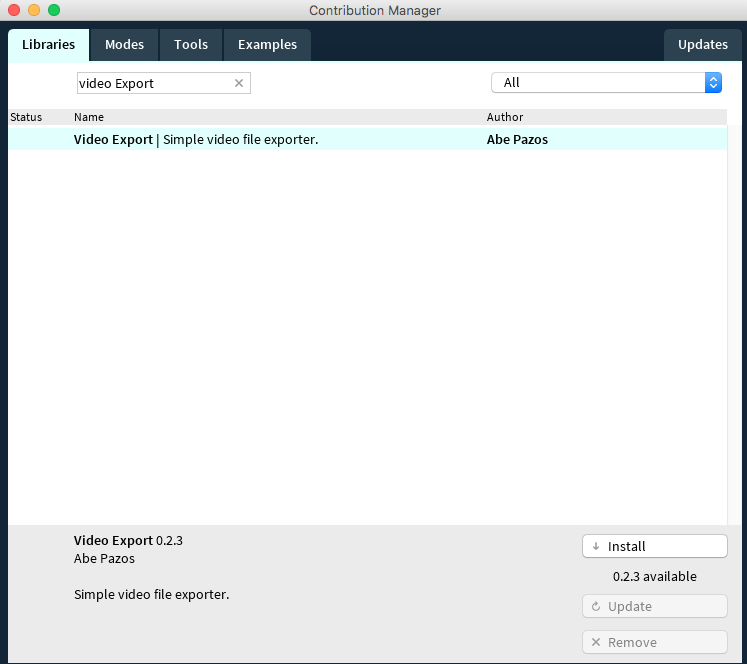 Contribution Manager
Libraries Modes Tools Examples Updates
video Export All
Status Name Author
Video Export | Simple video file exporter. Abe Pazos
Video Export 0.2.3
Install
Abe Pazos
0.2.3 available
Simple video file exporter.
Update
Remove